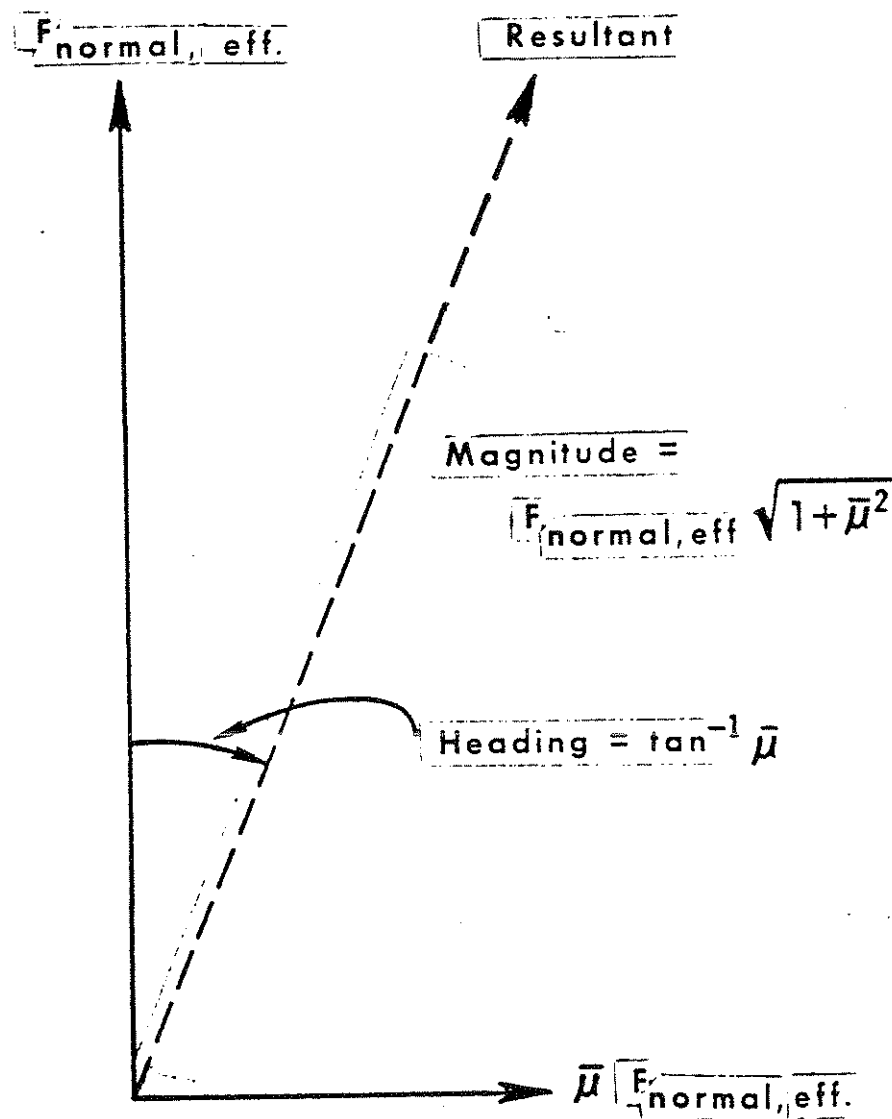 F normal, eff.
Resultant
Magnitude =
F normal, eff √1 + μ̄²
Heading = tan⁻¹ μ̄
μ̄ F normal, eff.